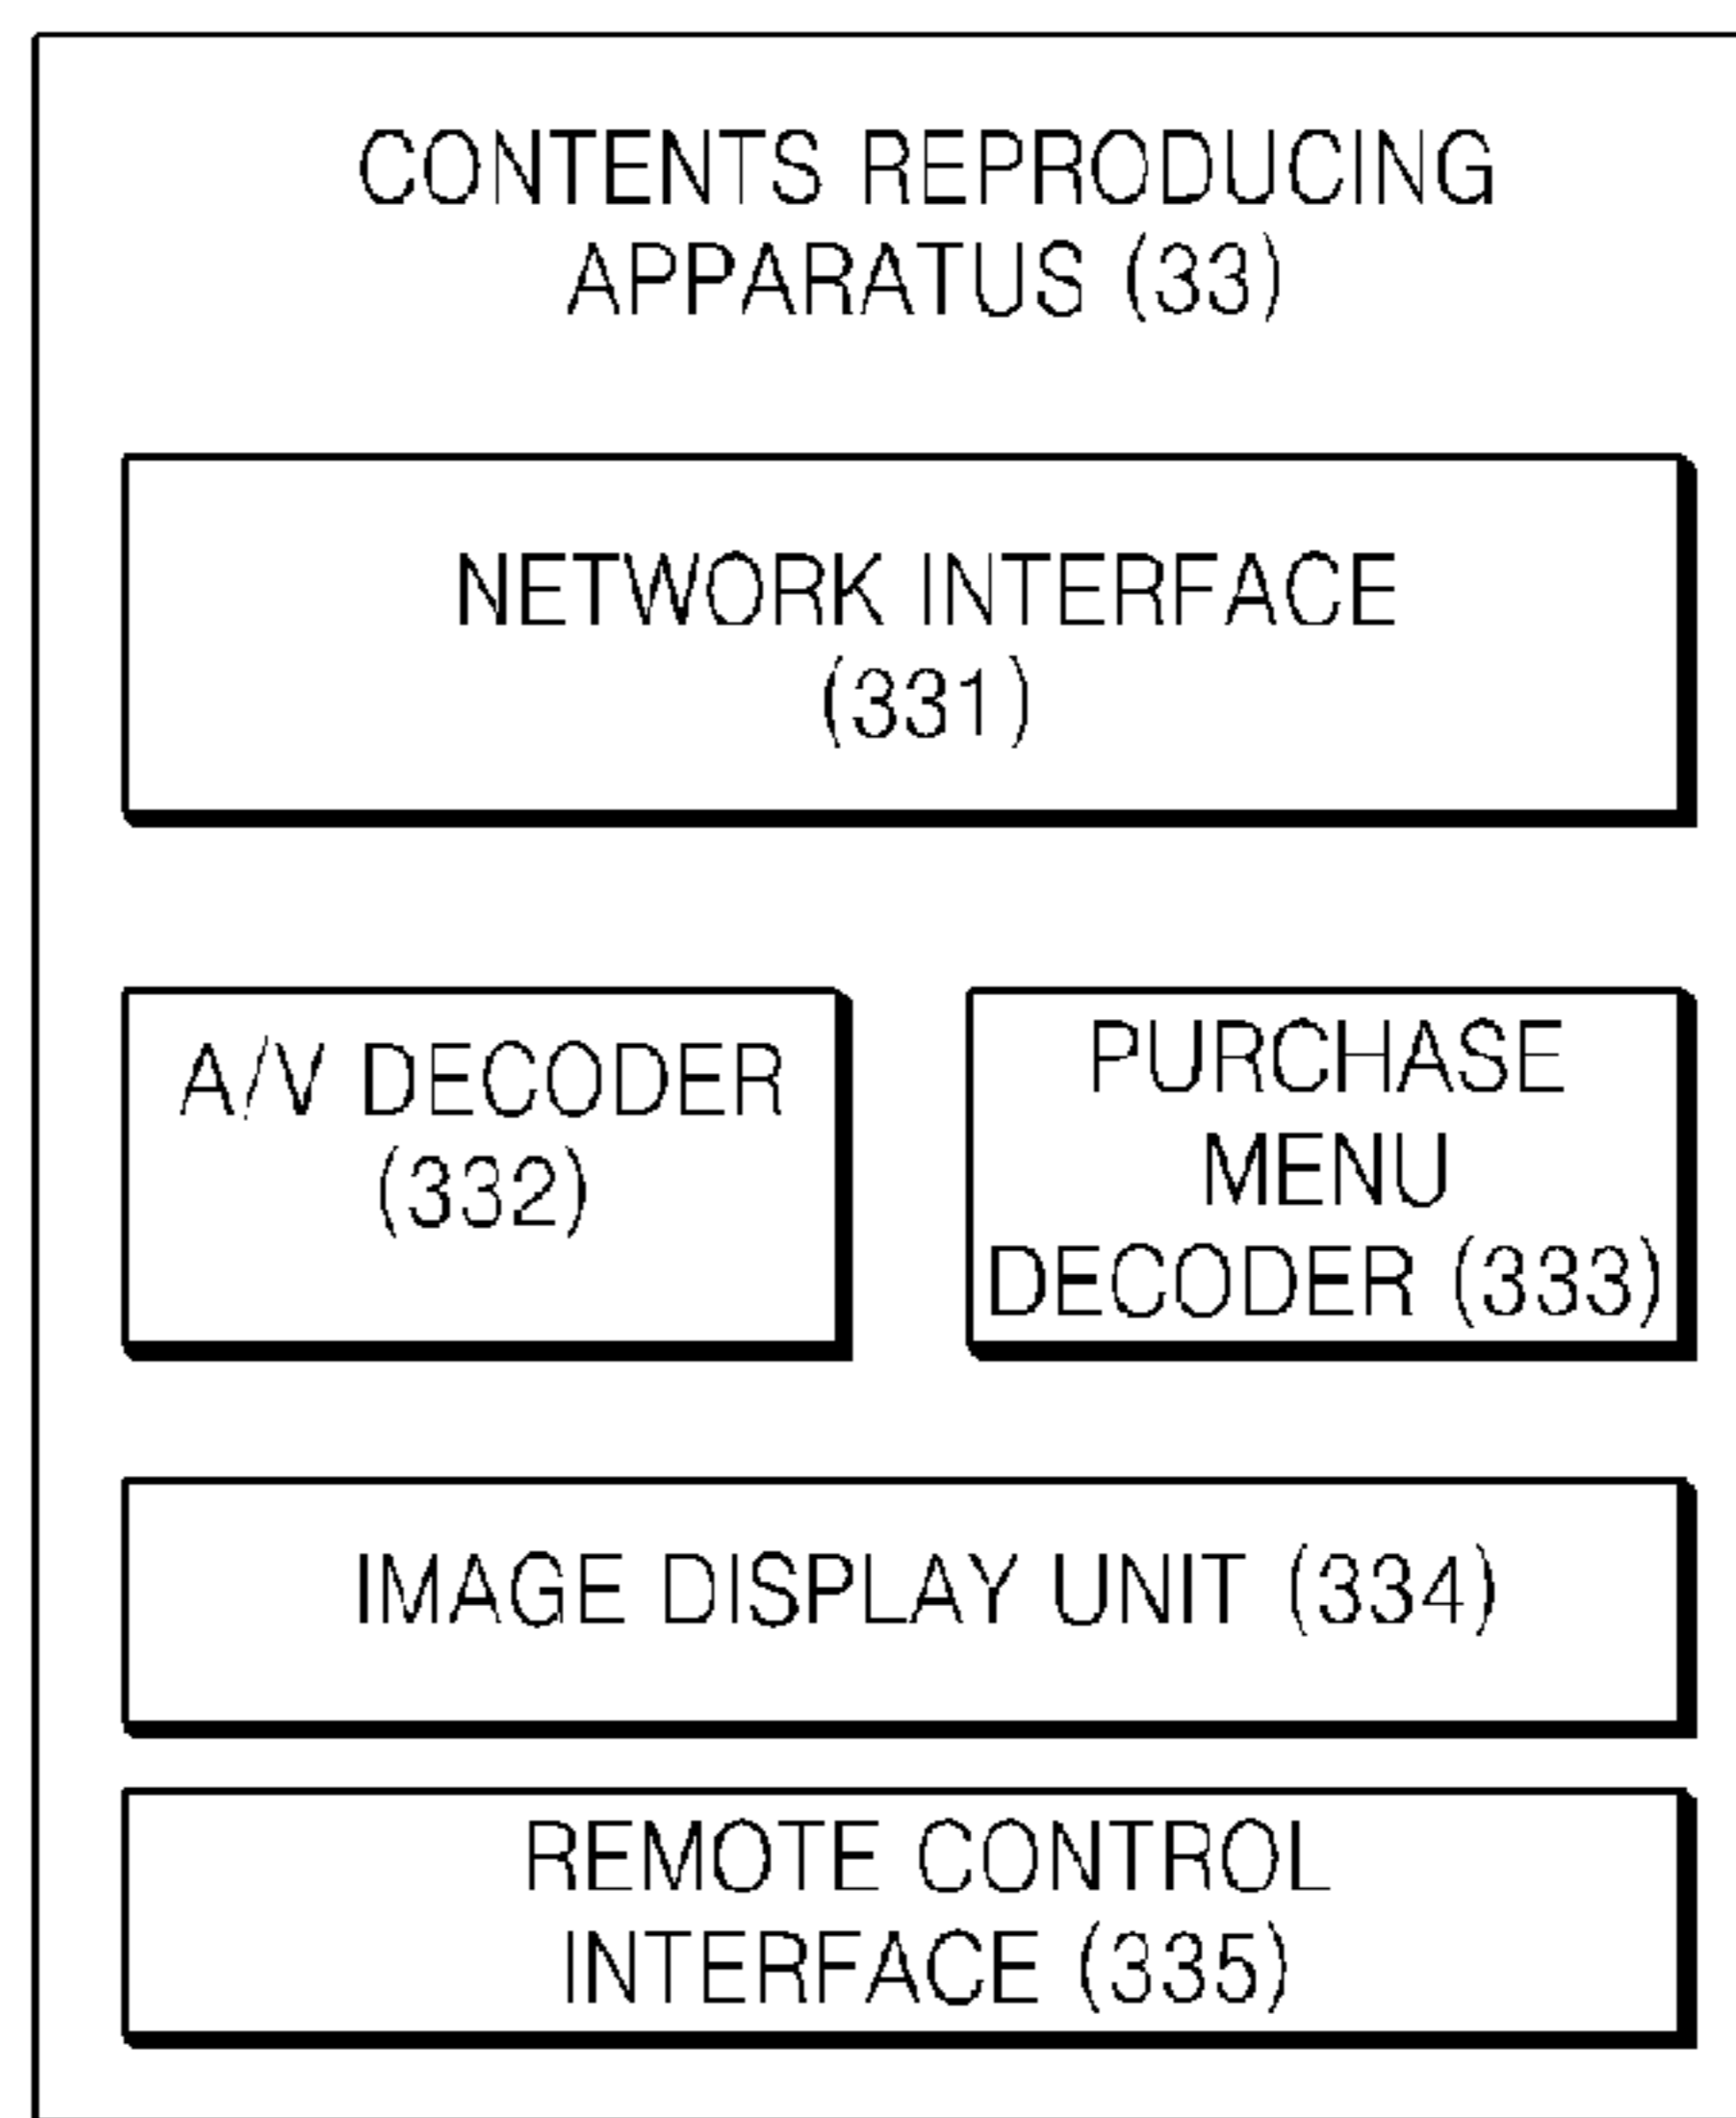 CONTENTS REPRODUCING
APPARATUS (33)
NETWORK INTERFACE
(331)
A/V DECODER
(332)
PURCHASE
MENU
DECODER (333)
IMAGE DISPLAY UNIT (334)
REMOTE CONTROL
INTERFACE (335)